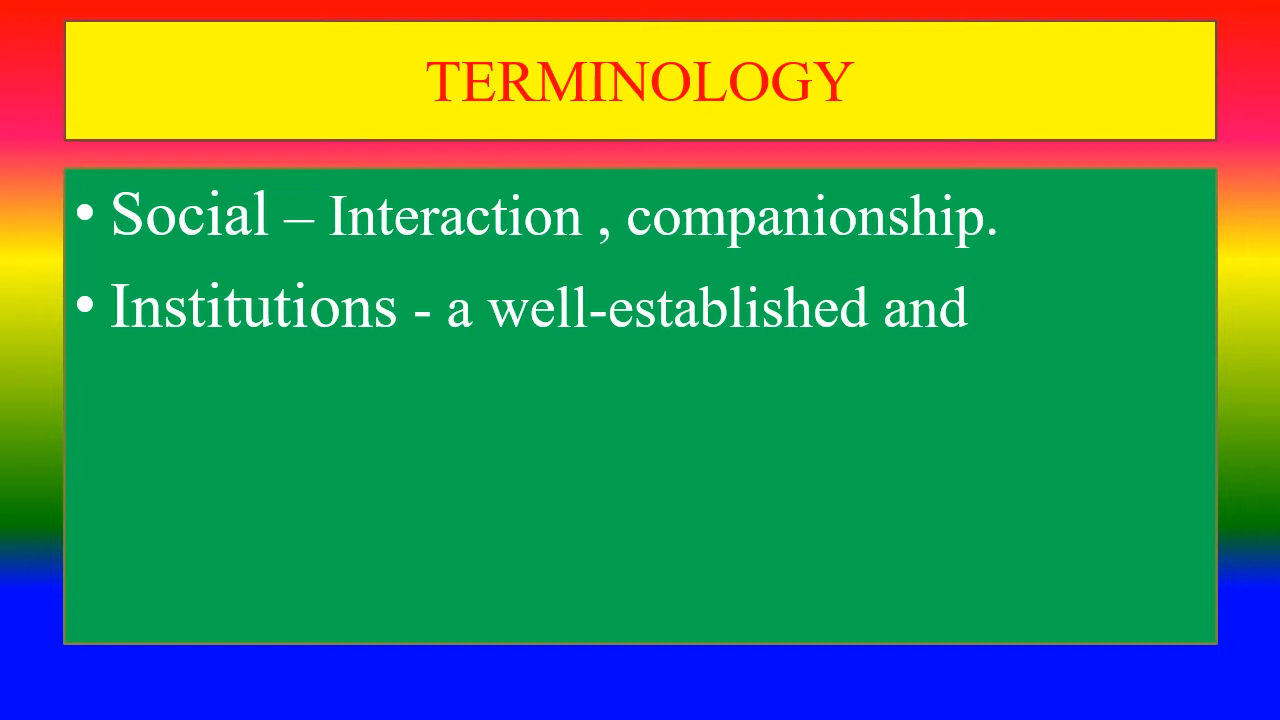 TERMINOLOGY
• Social – Interaction , companionship.
• Institutions - a well-established and